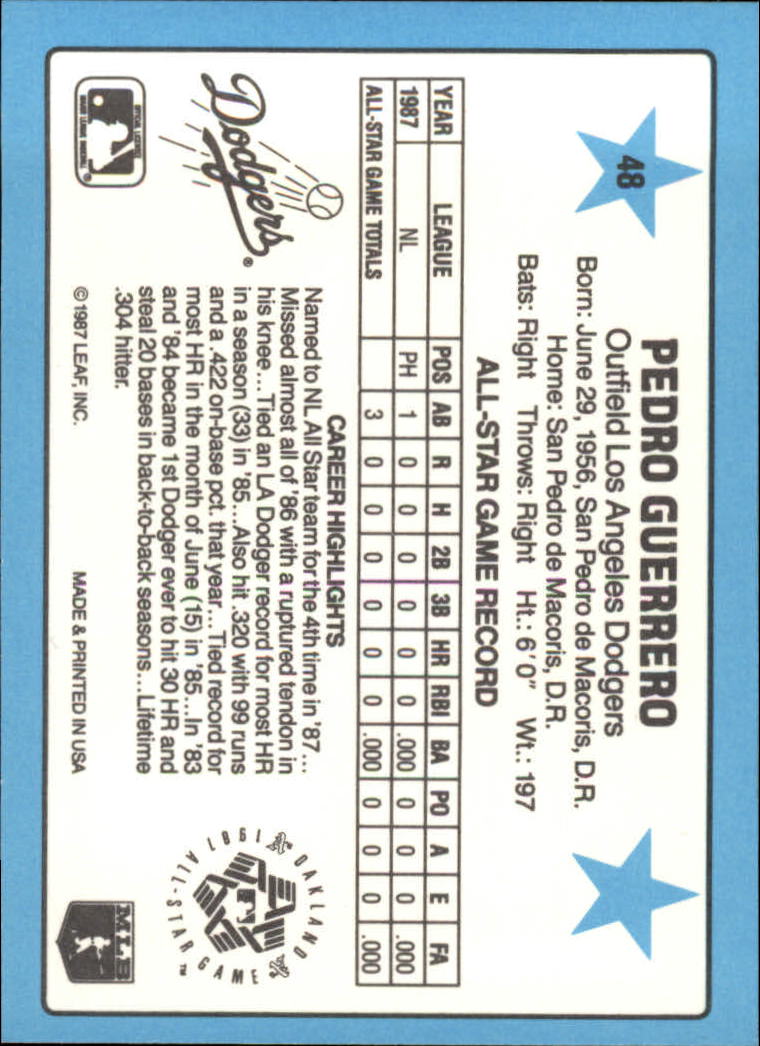 48
PEDRO GUERRERO
Outfield Los Angeles Dodgers
Born: June 29, 1956, San Pedro de Macoris, D.R.
Home: San Pedro de Macoris, D.R.
Bats: Right Throws: Right Ht.: 6'0" Wt.: 197
ALL-STAR GAME RECORD
YEAR LEAGUE POS AB R H 2B 3B HR RBI BA PO A E FA
1987 NL PH 1 0 0 0 0 0 0 .000 0 0 0 .000
ALL-STAR GAME TOTALS 3 0 0 0 0 0 0 .000 0 0 0 .000
Dodgers®
CAREER HIGHLIGHTS
Named to NL All Star team for the 4th time in '87...
Missed almost all of '86 with a ruptured tendon in
his knee... Tied an LA Dodger record for most HR
in a season (33) in '85...Also hit .320 with 99 runs
and a .422 on-base pct. that year... Tied record for
most HR in the month of June (15) in '85...In '83
and '84 became 1st Dodger ever to hit 30 HR and
steal 20 bases in back-to-back seasons...Lifetime
.304 hitter.
OAKLAND
1987 ALL-STAR GAME ™
OFFICIAL LICENSEE
MAJOR LEAGUE BASEBALL ®
© 1987 LEAF, INC.
MADE & PRINTED IN USA
MLB